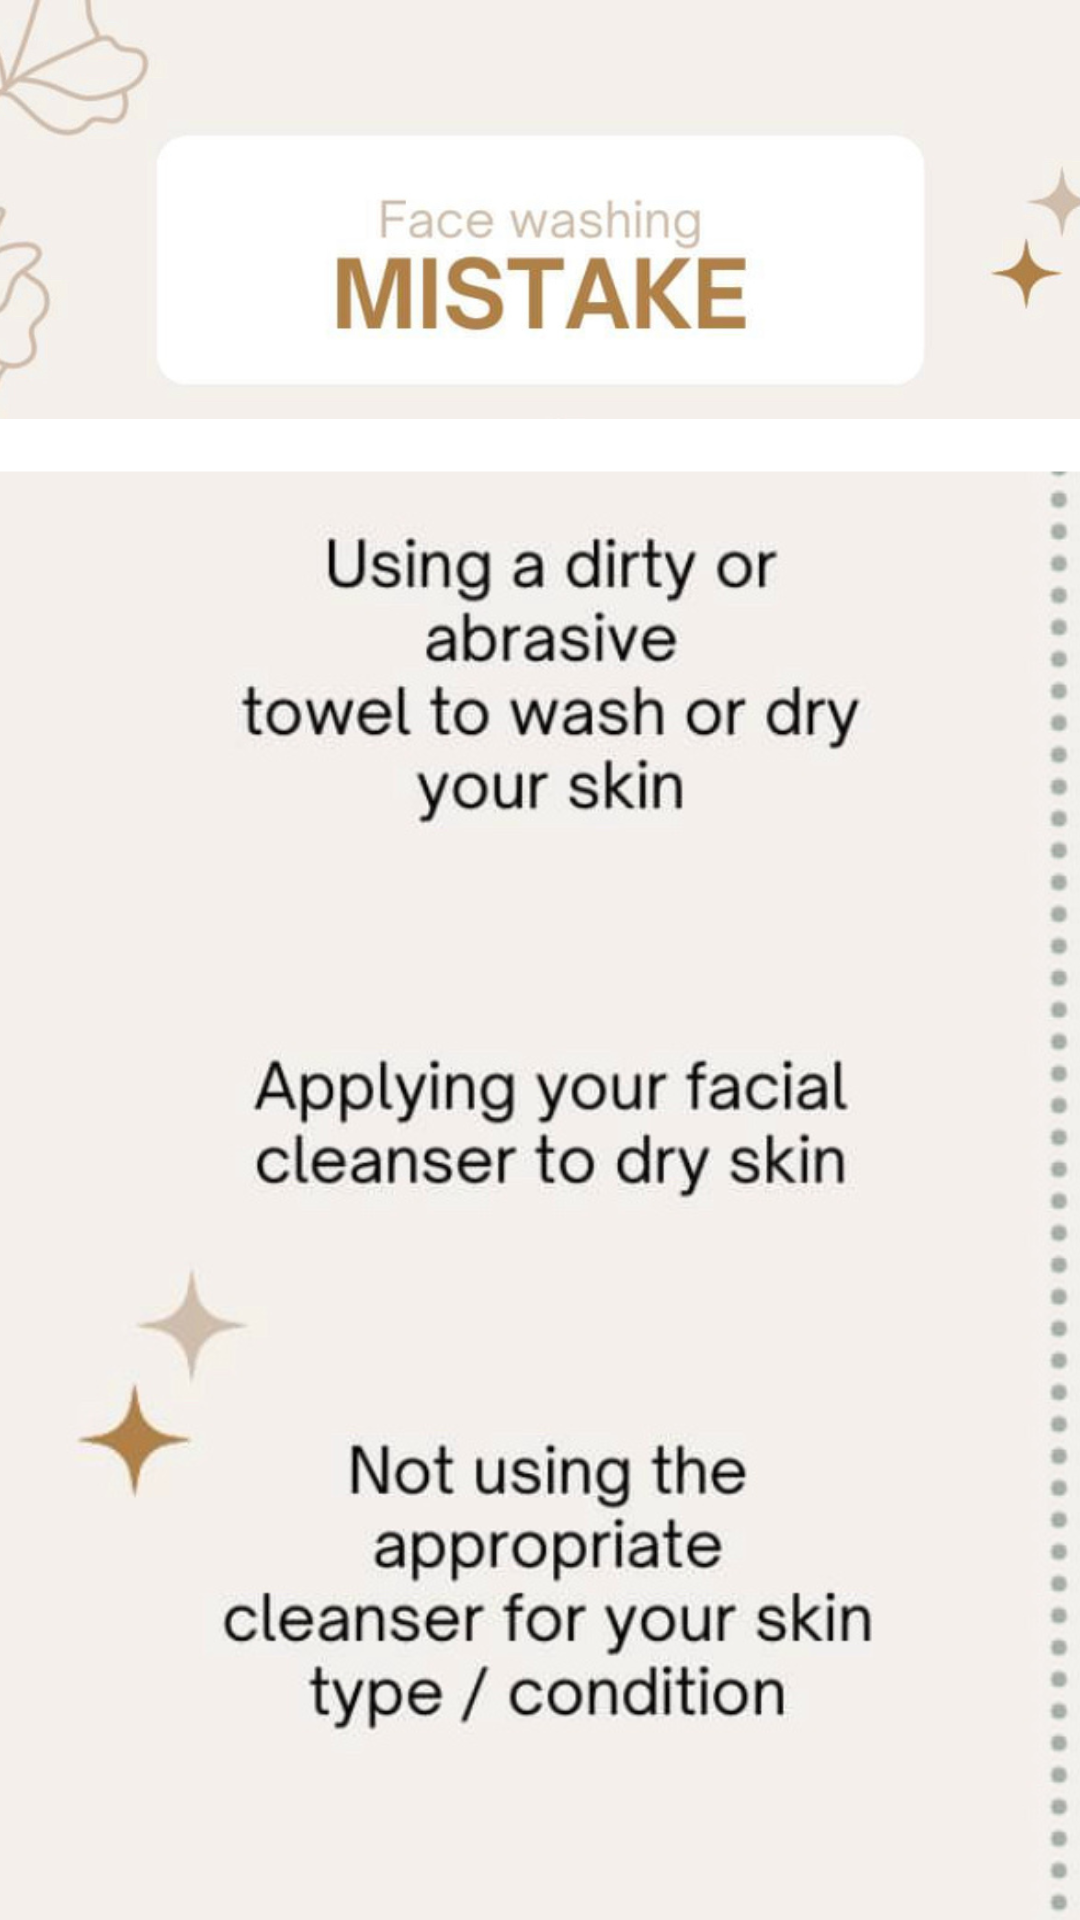 Face washing
MISTAKE
Using a dirty or
abrasive
towel to wash or dry
your skin
Applying your facial
cleanser to dry skin
Not using the
appropriate
cleanser for your skin
type / condition